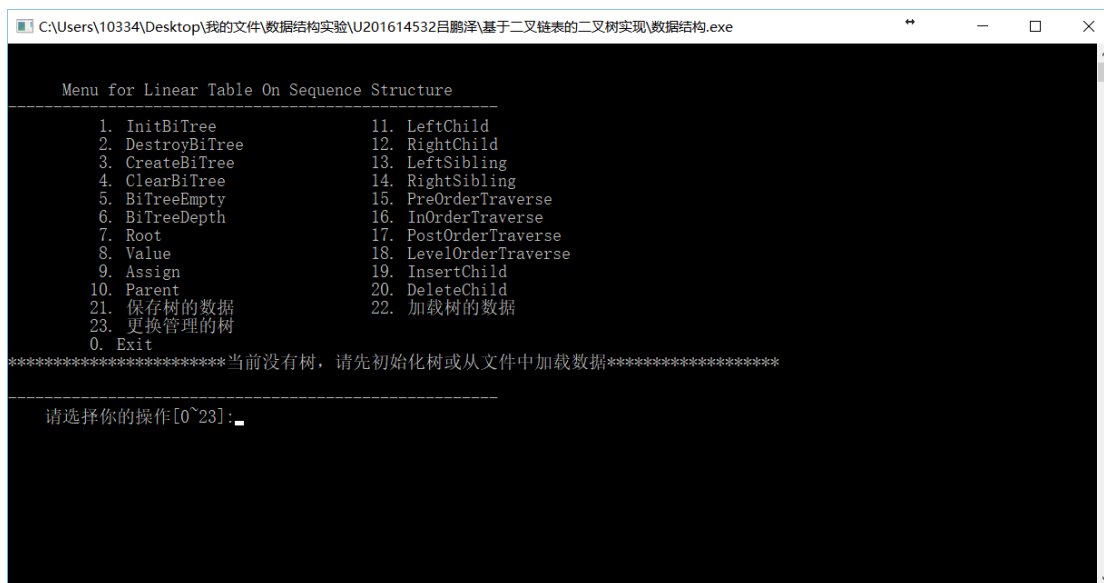 C:\Users\10334\Desktop\我的文件\数据结构实验\U201614532吕鹏泽\基于二叉链表的二叉树实现\数据结构.exe
Menu for Linear Table On Sequence Structure
------------------------------------------------------
1. InitBiTree 11. LeftChild
2. DestroyBiTree 12. RightChild
3. CreateBiTree 13. LeftSibling
4. ClearBiTree 14. RightSibling
5. BiTreeEmpty 15. PreOrderTraverse
6. BiTreeDepth 16. InOrderTraverse
7. Root 17. PostOrderTraverse
8. Value 18. LevelOrderTraverse
9. Assign 19. InsertChild
10. Parent 20. DeleteChild
21. 保存树的数据 22. 加载树的数据
23. 更换管理的树
0. Exit
************************当前没有树，请先初始化树或从文件中加载数据*******************
------------------------------------------------------
请选择你的操作[0~23]: